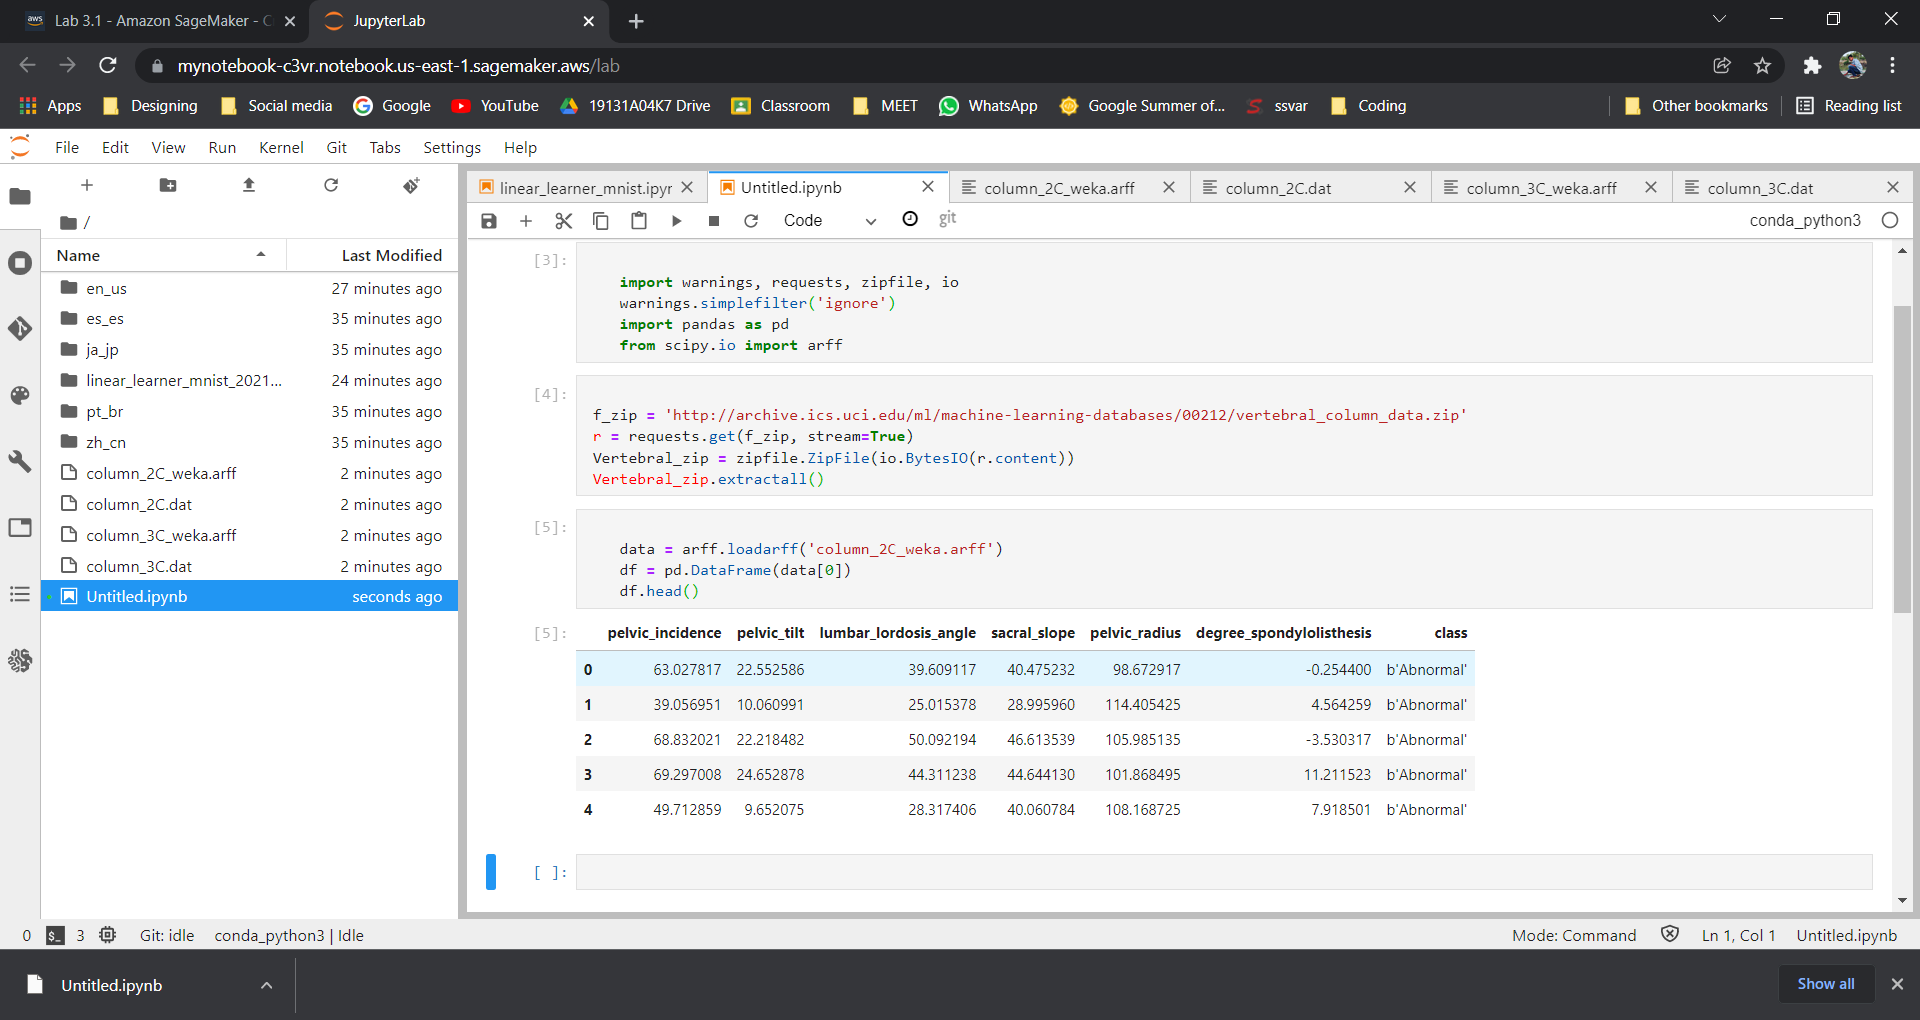 aws Lab 3.1 - Amazon SageMaker - C
JupyterLab
mynotebook-c3vr.notebook.us-east-1.sagemaker.aws/lab
Apps Designing Social media Google YouTube 19131A04K7 Drive Classroom MEET WhatsApp Google Summer of... ssvar Coding Other bookmarks Reading list
File Edit View Run Kernel Git Tabs Settings Help
linear_learner_mnist.ipyr Untitled.ipynb column_2C_weka.arff column_2C.dat column_3C_weka.arff column_3C.dat
Code git conda_python3
/
Name Last Modified
en_us 27 minutes ago
es_es 35 minutes ago
ja_jp 35 minutes ago
linear_learner_mnist_2021... 24 minutes ago
pt_br 35 minutes ago
zh_cn 35 minutes ago
column_2C_weka.arff 2 minutes ago
column_2C.dat 2 minutes ago
column_3C_weka.arff 2 minutes ago
column_3C.dat 2 minutes ago
Untitled.ipynb seconds ago
[3]:
import warnings, requests, zipfile, io
warnings.simplefilter('ignore')
import pandas as pd
from scipy.io import arff
[4]:
f_zip = 'http://archive.ics.uci.edu/ml/machine-learning-databases/00212/vertebral_column_data.zip'
r = requests.get(f_zip, stream=True)
Vertebral_zip = zipfile.ZipFile(io.BytesIO(r.content))
Vertebral_zip.extractall()
[5]:
data = arff.loadarff('column_2C_weka.arff')
df = pd.DataFrame(data[0])
df.head()
[5]: pelvic_incidence pelvic_tilt lumbar_lordosis_angle sacral_slope pelvic_radius degree_spondylolisthesis class
0 63.027817 22.552586 39.609117 40.475232 98.672917 -0.254400 b'Abnormal'
1 39.056951 10.060991 25.015378 28.995960 114.405425 4.564259 b'Abnormal'
2 68.832021 22.218482 50.092194 46.613539 105.985135 -3.530317 b'Abnormal'
3 69.297008 24.652878 44.311238 44.644130 101.868495 11.211523 b'Abnormal'
4 49.712859 9.652075 28.317406 40.060784 108.168725 7.918501 b'Abnormal'
[ ]:
0 $_ 3 Git: idle conda_python3 | Idle Mode: Command Ln 1, Col 1 Untitled.ipynb
Untitled.ipynb Show all